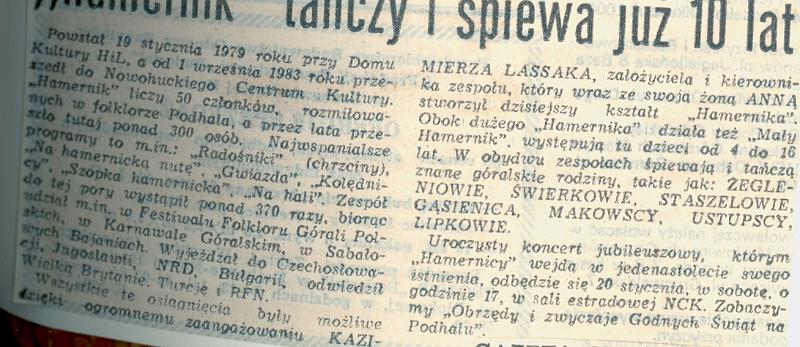 „Hamernik” tańczy i śpiewa już 10 lat
Powstał 19 stycznia 1979 roku przy Domu
Kultury HiL, a od 1 września 1983 roku prze-
szedł do Nowohuckiego Centrum Kultury.
„Hamernik” liczy 50 członków, rozmiłowa-
nych w folklorze Podhala, a przez lata prze-
szło tutaj ponad 300 osób. Najwspanialsze
programy to m.in.: „Radośniki” (chrzciny),
„Na hamernicką nutę”, „Gwiazda”, „Kolędni-
cy”, „Szopka hamernicka”, „Na hali”. Zespół
do tej pory wystąpił ponad 370 razy, biorąc
udział m.in. w Festiwalu Folkloru Górali Pol-
skich, w Karnawale Góralskim, w Sabało-
wych Bajaniach. Wyjeżdżał do Czechosłowa-
cji, Jugosławii, NRD, Bułgarii, odwiedził
Wielką Brytanię, Turcję i RFN.
Wszystkie te osiągnięcia były możliwe
dzięki ogromnemu zaangażowaniu KAZI-
MIERZA LASSAKA, założyciela i kierowni-
ka zespołu, który wraz ze swoją żoną ANNĄ
stworzył dzisiejszy kształt „Hamernika”.
Obok dużego „Hamernika” działa też „Mały
Hamernik”, występują tu dzieci od 4 do 16
lat. W obydwu zespołach śpiewają i tańczą
znane góralskie rodziny, takie jak: ŻEGLE-
NIOWIE, ŚWIERKOWIE, STASZELOWIE,
GĄSIENICA, MAKOWSCY, USTUPSCY,
LIPKOWIE.
Uroczysty koncert jubileuszowy, którym
„Hamernicy” wejdą w jedenastolecie swego
istnienia, odbędzie się 20 stycznia, w sobotę, o
godzinie 17, w sali estradowej NCK. Zobaczy-
my „Obrzędy i zwyczaje Godnych Świąt na
Podhalu”.